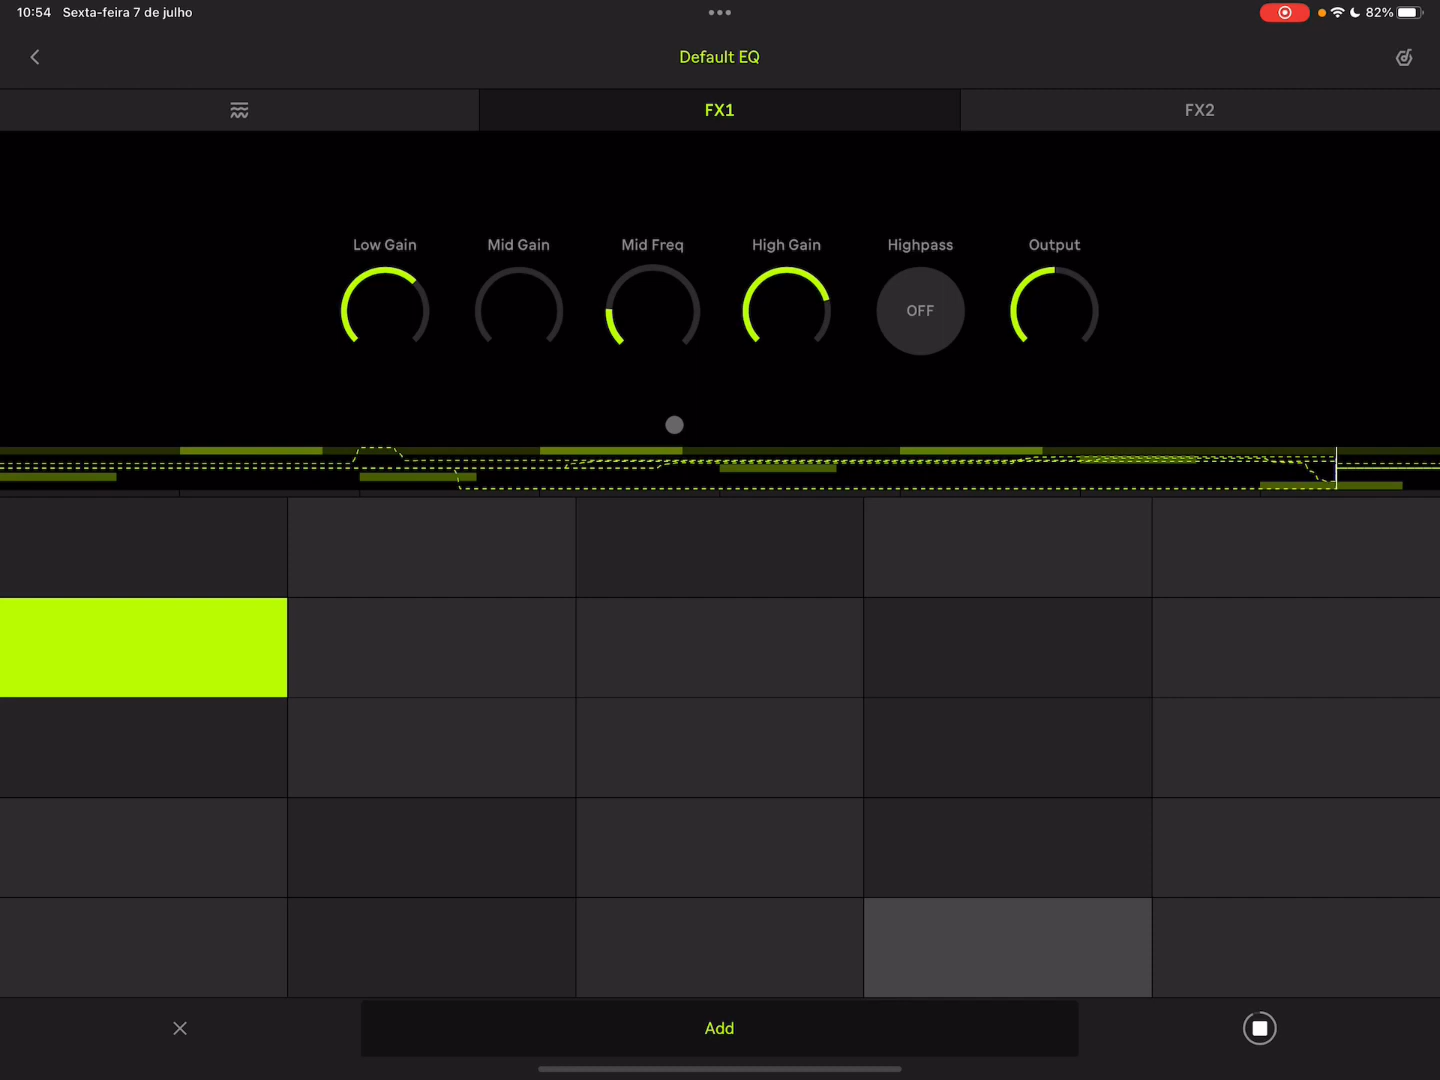 10:54 Sexta-feira 7 de julho
82%
Default EQ
FX1
FX2
Low Gain
Mid Gain
Mid Freq
High Gain
Highpass
Output
OFF
Add